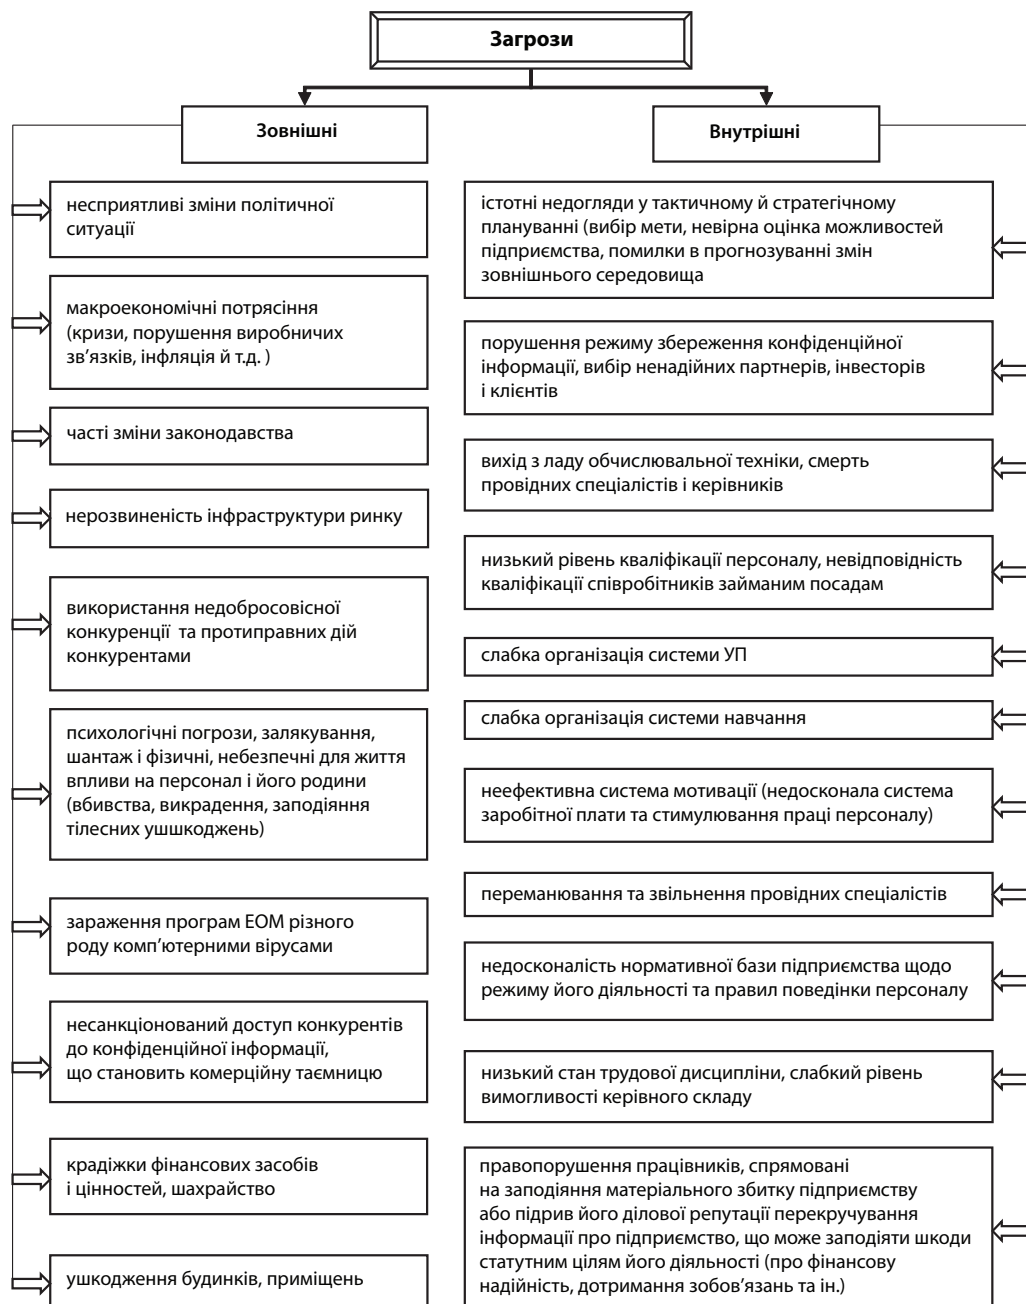 Загрози
Зовнішні
несприятливі зміни політичної
ситуації
макроекономічні потрясіння
(кризи, порушення виробничих
зв’язків, інфляція й т.д. )
часті зміни законодавства
нерозвиненість інфраструктури ринку
використання недобросовісної
конкуренції та протиправних дій
конкурентами
психологічні погрози, залякування,
шантаж і фізичні, небезпечні для життя
впливи на персонал і його родини
(вбивства, викрадення, заподіяння
тілесних ушшкоджень)
зараження програм ЕОМ різного
роду комп’ютерними вірусами
несанкціонований доступ конкурентів
до конфіденційної інформації,
що становить комерційну таємницю
крадіжки фінансових засобів
і цінностей, шахрайство
ушкодження будинків, приміщень
Внутрішні
істотні недогляди у тактичному й стратегічному
плануванні (вибір мети, невірна оцінка можливостей
підприємства, помилки в прогнозуванні змін
зовнішнього середовища
порушення режиму збереження конфіденційної
інформації, вибір ненадійних партнерів, інвесторів
і клієнтів
вихід з ладу обчислювальної техніки, смерть
провідних спеціалістів і керівників
низький рівень кваліфікації персоналу, невідповідність
кваліфікації співробітників займаним посадам
слабка організація системи УП
слабка організація системи навчання
неефективна система мотивації (недосконала система
заробітної плати та стимулювання праці персоналу)
переманювання та звільнення провідних спеціалістів
недосконалість нормативної бази підприємства щодо
режиму його діяльності та правил поведінки персоналу
низький стан трудової дисципліни, слабкий рівень
вимогливості керівного складу
правопорушення працівників, спрямовані
на заподіяння матеріального збитку підприємству
або підрив його ділової репутації перекручування
інформації про підприємство, що може заподіяти шкоди
статутним цілям його діяльності (про фінансову
надійність, дотримання зобов’язань та ін.)